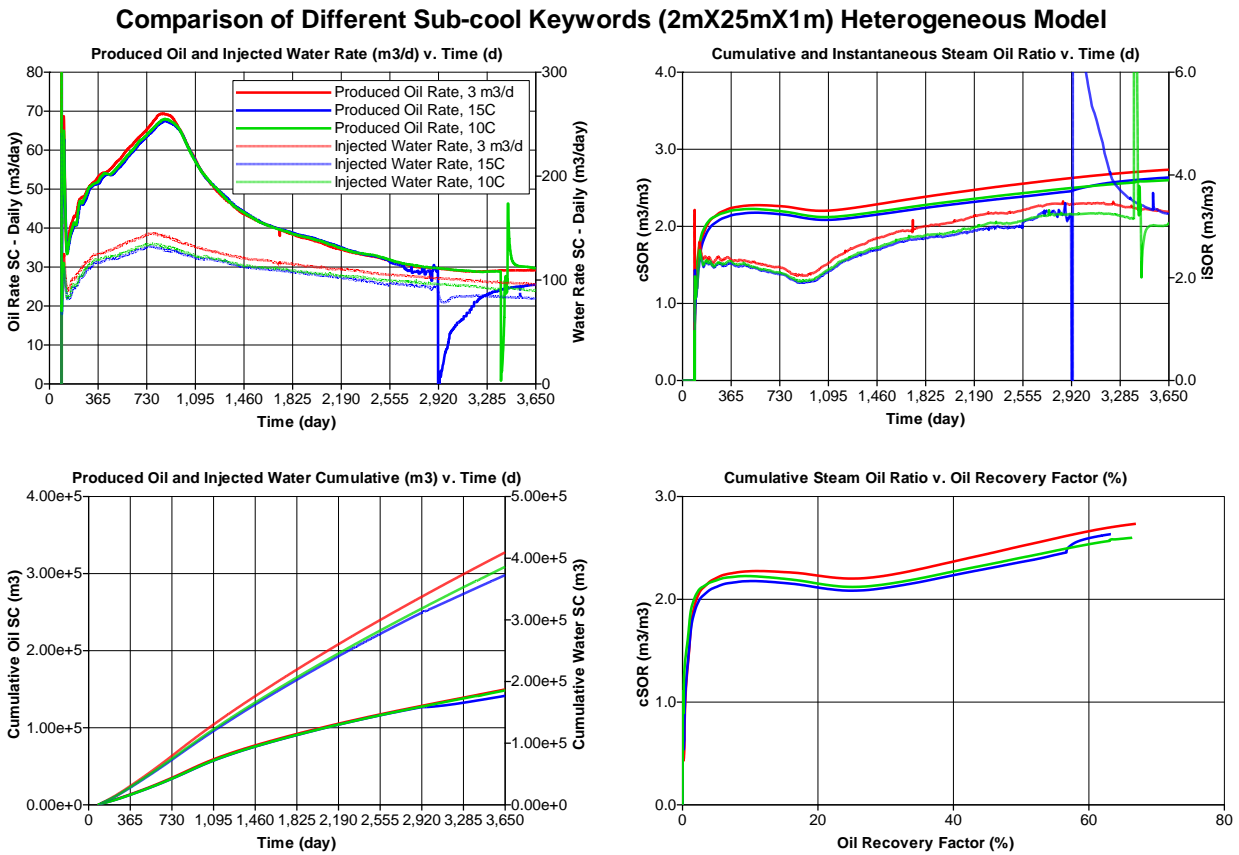 Comparison of Different Sub-cool Keywords (2mX25mX1m) Heterogeneous Model
Produced Oil and Injected Water Rate (m3/d) v. Time (d)
Oil Rate SC - Daily (m3/day)
80
70
60
50
40
30
20
10
0
300
200
100
0
Water Rate SC - Daily (m3/day)
Produced Oil Rate, 3 m3/d
Produced Oil Rate, 15C
Produced Oil Rate, 10C
Injected Water Rate, 3 m3/d
Injected Water Rate, 15C
Injected Water Rate, 10C
0 365 730 1,095 1,460 1,825 2,190 2,555 2,920 3,285 3,650
Time (day)
Cumulative and Instantaneous Steam Oil Ratio v. Time (d)
cSOR (m3/m3)
4.0
3.0
2.0
1.0
0.0
6.0
4.0
2.0
0.0
iSOR (m3/m3)
0 365 730 1,095 1,460 1,825 2,190 2,555 2,920 3,285 3,650
Time (day)
Produced Oil and Injected Water Cumulative (m3) v. Time (d)
Cumulative Oil SC (m3)
4.00e+5
3.00e+5
2.00e+5
1.00e+5
0.00e+0
5.00e+5
4.00e+5
3.00e+5
2.00e+5
1.00e+5
0.00e+0
Cumulative Water SC (m3)
0 365 730 1,095 1,460 1,825 2,190 2,555 2,920 3,285 3,650
Time (day)
Cumulative Steam Oil Ratio v. Oil Recovery Factor (%)
cSOR (m3/m3)
3.0
2.0
1.0
0.0
0 20 40 60 80
Oil Recovery Factor (%)